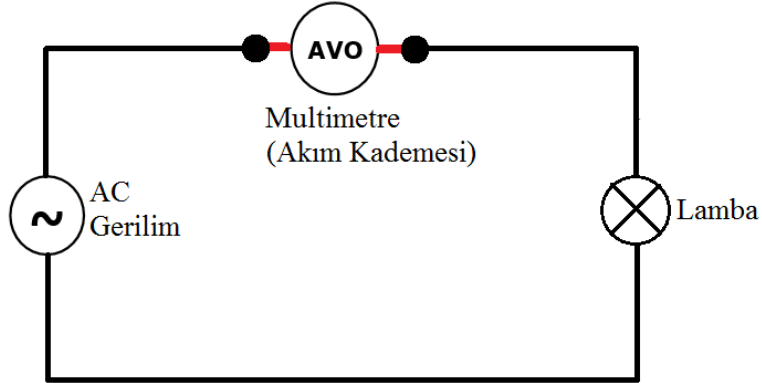 AVO
Multimetre
(Akım Kademesi)
AC
Gerilim
Lamba